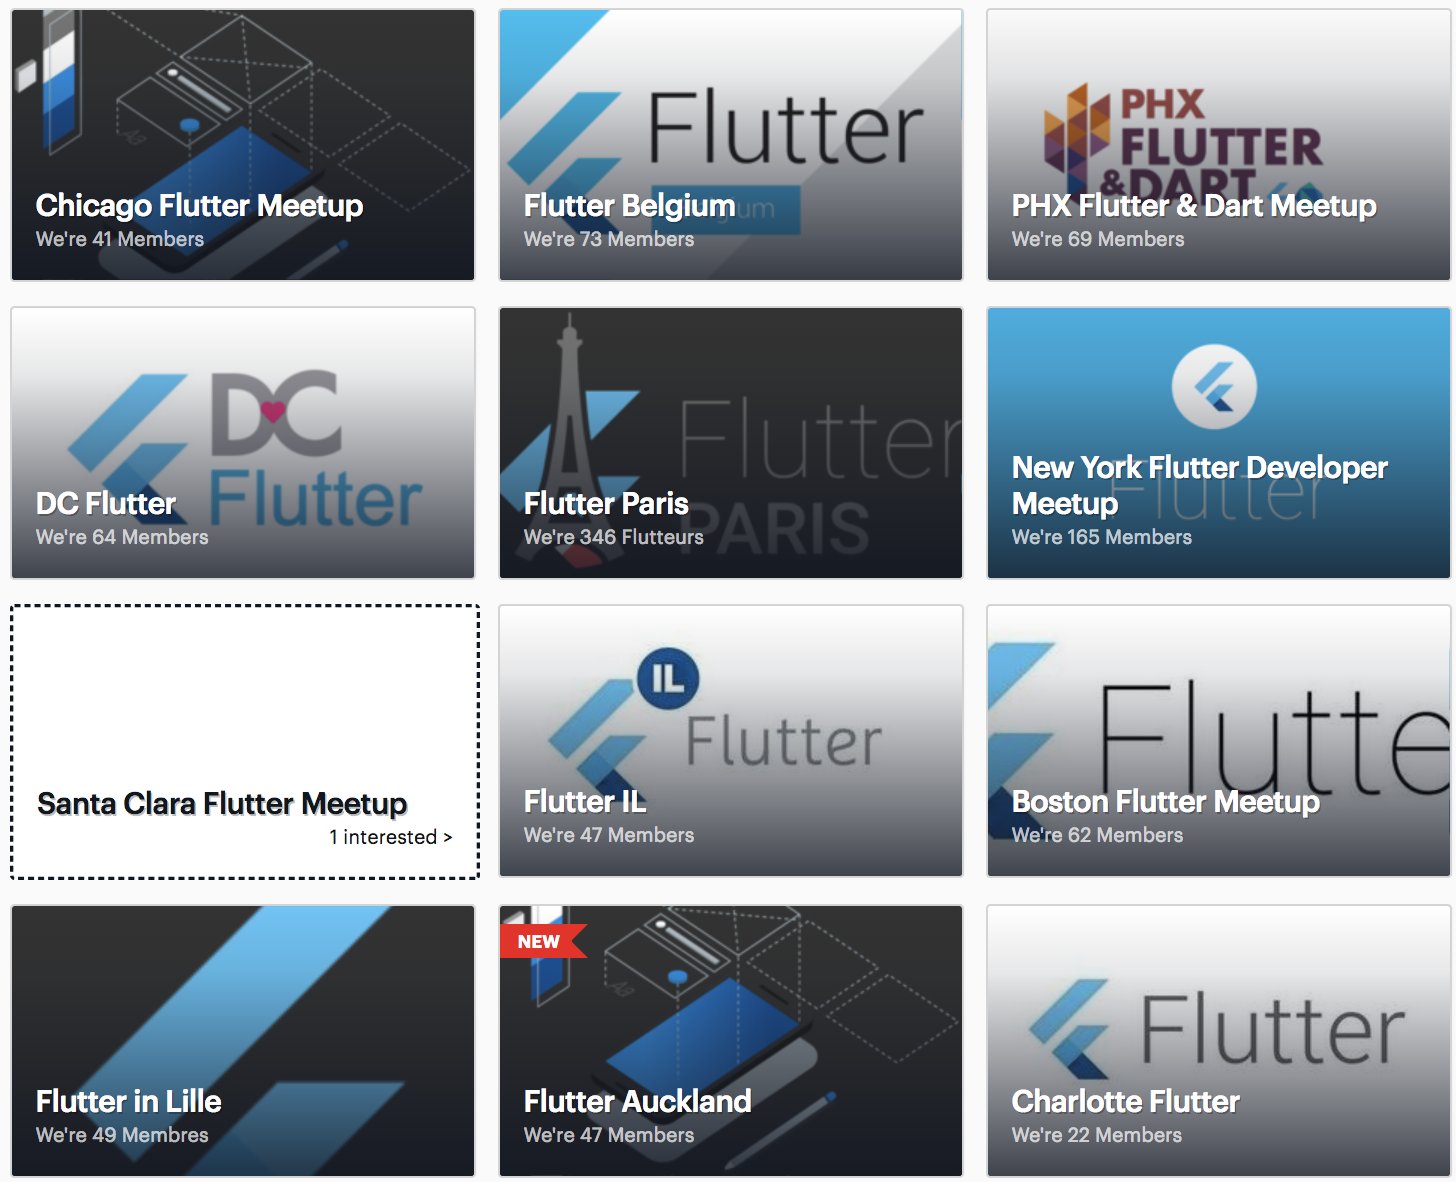 Ag
Chicago Flutter Meetup
We're 41 Members
Flutter
Flutter Belgium
We're 73 Members
PHX
FLUTTER
&DART
PHX Flutter & Dart Meetup
We're 69 Members
DC
Flutter
DC Flutter
We're 64 Members
Flutter
PARIS
Flutter Paris
We're 346 Flutteurs
Flutter
New York Flutter Developer
Meetup
We're 165 Members
Santa Clara Flutter Meetup
1 interested >
IL
Flutter
Flutter IL
We're 47 Members
Flutte
Boston Flutter Meetup
We're 62 Members
Flutter in Lille
We're 49 Membres
NEW
Ag
Flutter Auckland
We're 47 Members
Flutter
Charlotte Flutter
We're 22 Members